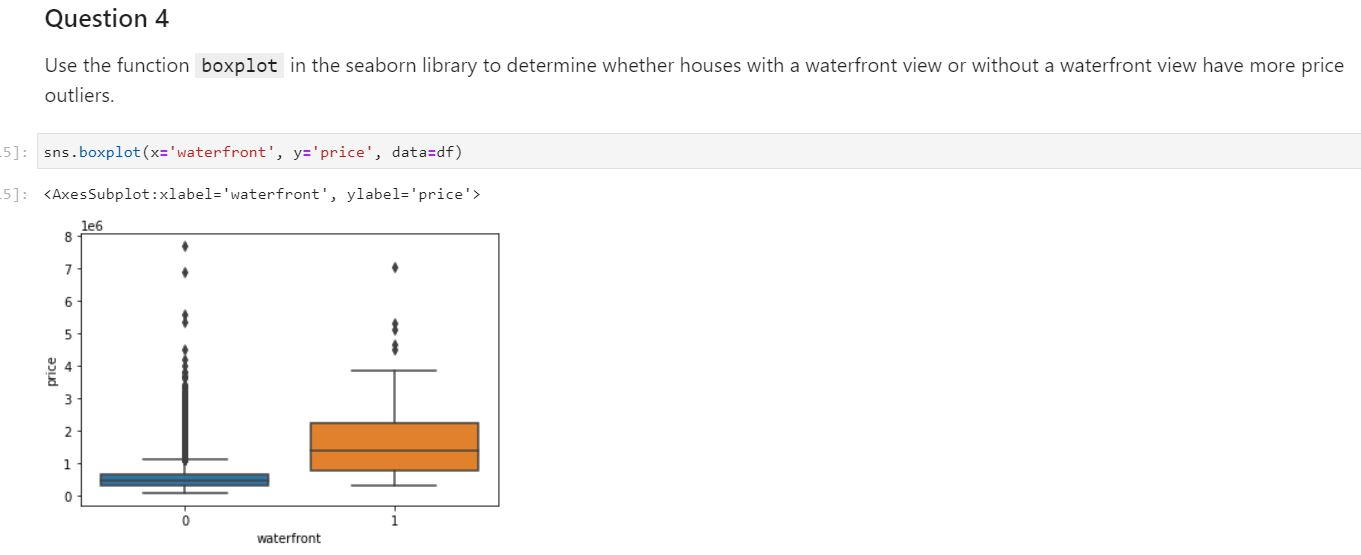 Question 4
Use the function boxplot in the seaborn library to determine whether houses with a waterfront view or without a waterfront view have more price
outliers.
5]: sns.boxplot(x='waterfront', y='price', data=df)
5]: <AxesSubplot:xlabel='waterfront', ylabel='price'>
1e6
8
7
6
5
4
3
2
1
0
price
0 1
waterfront